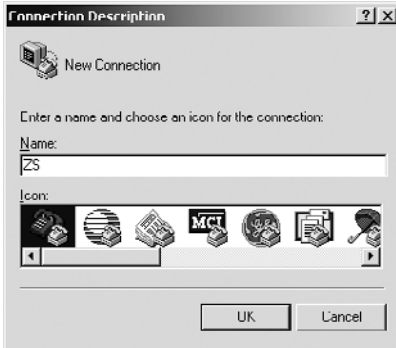 Connection Description
New Connection
Enter a name and choose an icon for the connection:
Name:
ZS
Icon:
MCI
OK
Cancel